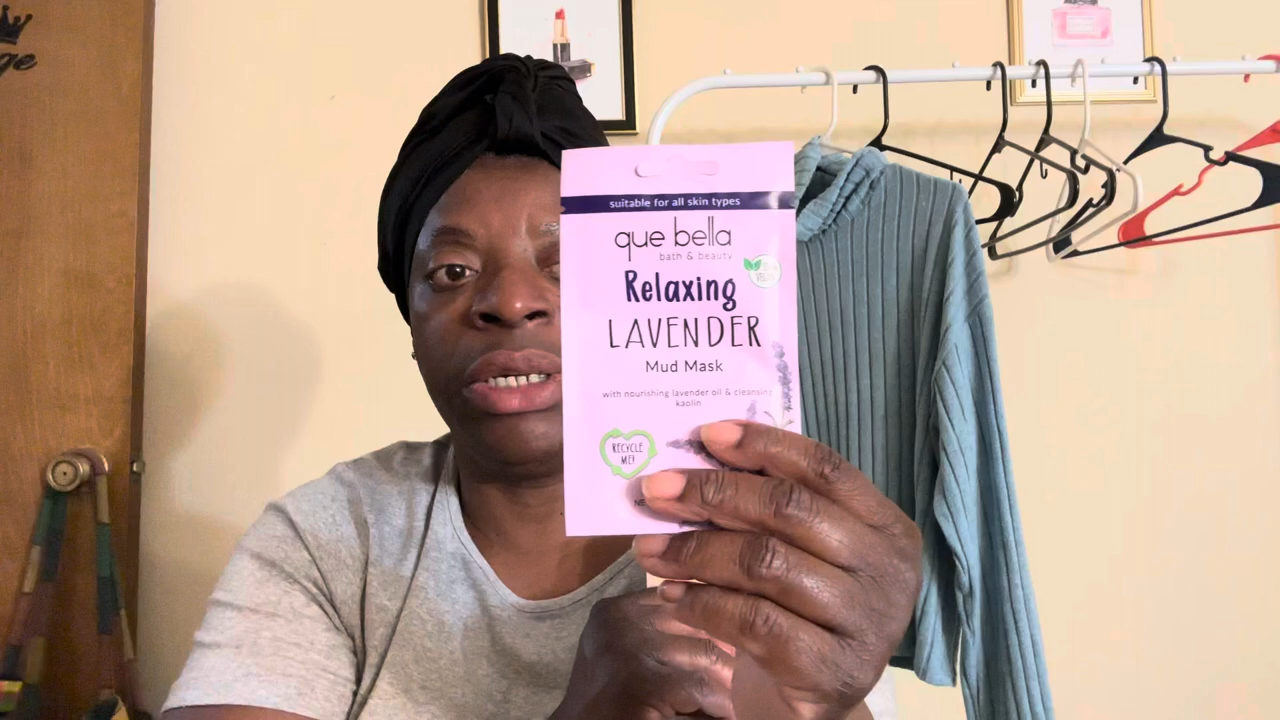 suitable for all skin types
que bella
bath & beauty
VEGAN
Relaxing
LAVENDER
Mud Mask
with nourishing lavender oil & cleansing
kaolin
RECYCLE
ME!